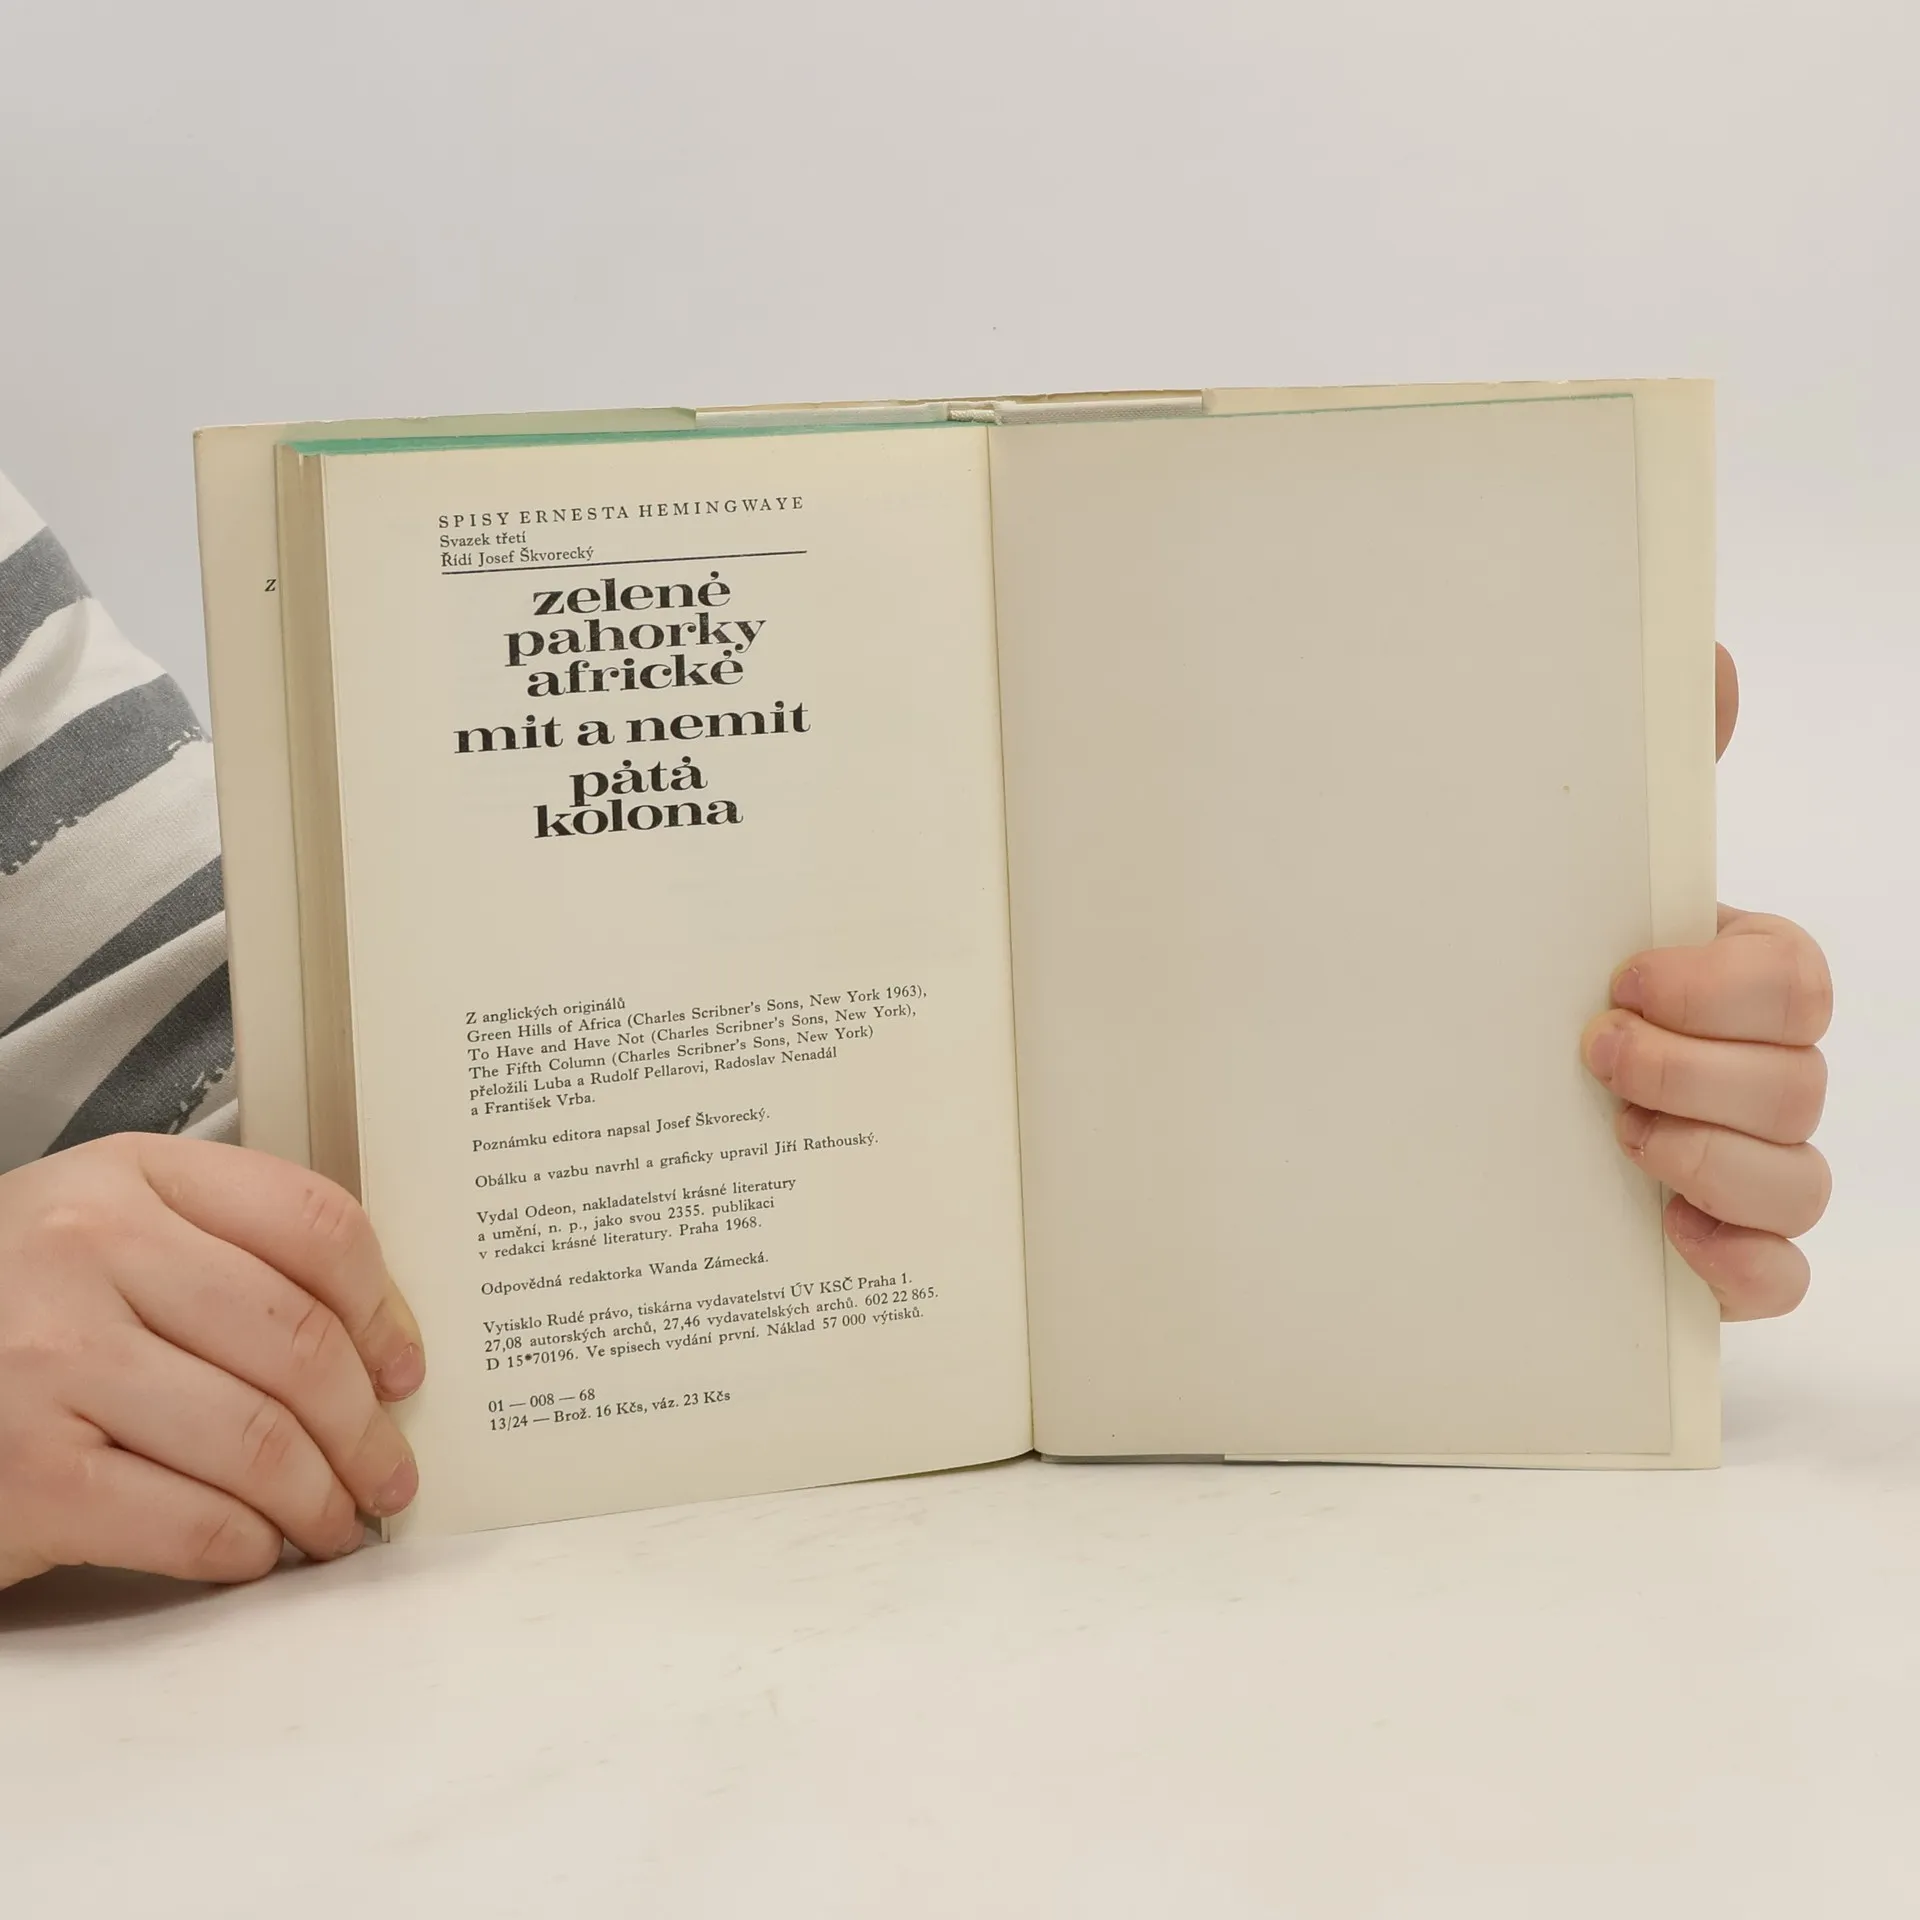 Z
SPISY ERNESTA HEMINGWAYE
Svazek třetí
Řídí Josef Škvorecký
zelené
pahorky
africké
mít a nemít
pátá
kolona
Z anglických originálů
Green Hills of Africa (Charles Scribner's Sons, New York 1963),
To Have and Have Not (Charles Scribner's Sons, New York),
The Fifth Column (Charles Scribner's Sons, New York)
přeložili Luba a Rudolf Pellarovi, Radoslav Nenadál
a František Vrba.
Poznámku editora napsal Josef Škvorecký.
Obálku a vazbu navrhl a graficky upravil Jiří Rathouský.
Vydal Odeon, nakladatelství krásné literatury
a umění, n. p., jako svou 2355. publikaci
v redakci krásné literatury. Praha 1968.
Odpovědná redaktorka Wanda Zámecká.
Vytisklo Rudé právo, tiskárna vydavatelství ÚV KSČ Praha 1.
27,08 autorských archů, 27,46 vydavatelských archů. 602 22 865.
D 15*70196. Ve spisech vydání první. Náklad 57 000 výtisků.
01 — 008 — 68
13/24 — Brož. 16 Kčs, váz. 23 Kčs